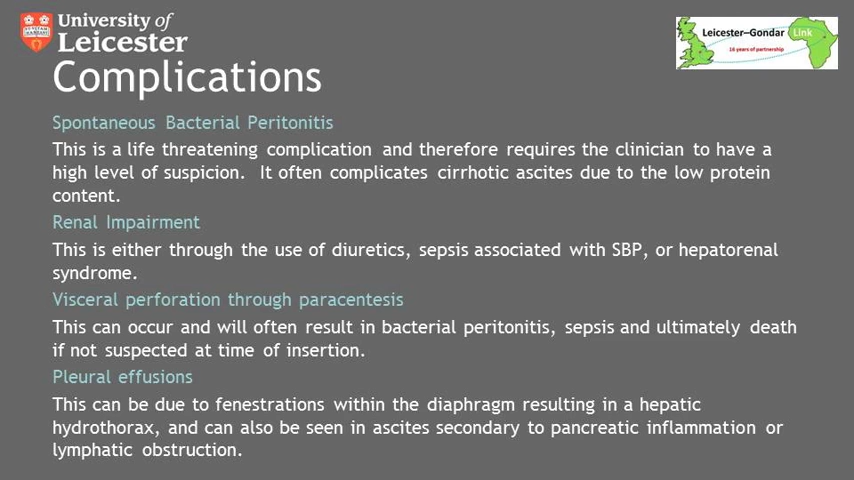 University of
Leicester
Leicester–Gondar Link
16 years of partnership
Complications
Spontaneous Bacterial Peritonitis
This is a life threatening complication and therefore requires the clinician to have a
high level of suspicion. It often complicates cirrhotic ascites due to the low protein
content.
Renal Impairment
This is either through the use of diuretics, sepsis associated with SBP, or hepatorenal
syndrome.
Visceral perforation through paracentesis
This can occur and will often result in bacterial peritonitis, sepsis and ultimately death
if not suspected at time of insertion.
Pleural effusions
This can be due to fenestrations within the diaphragm resulting in a hepatic
hydrothorax, and can also be seen in ascites secondary to pancreatic inflammation or
lymphatic obstruction.